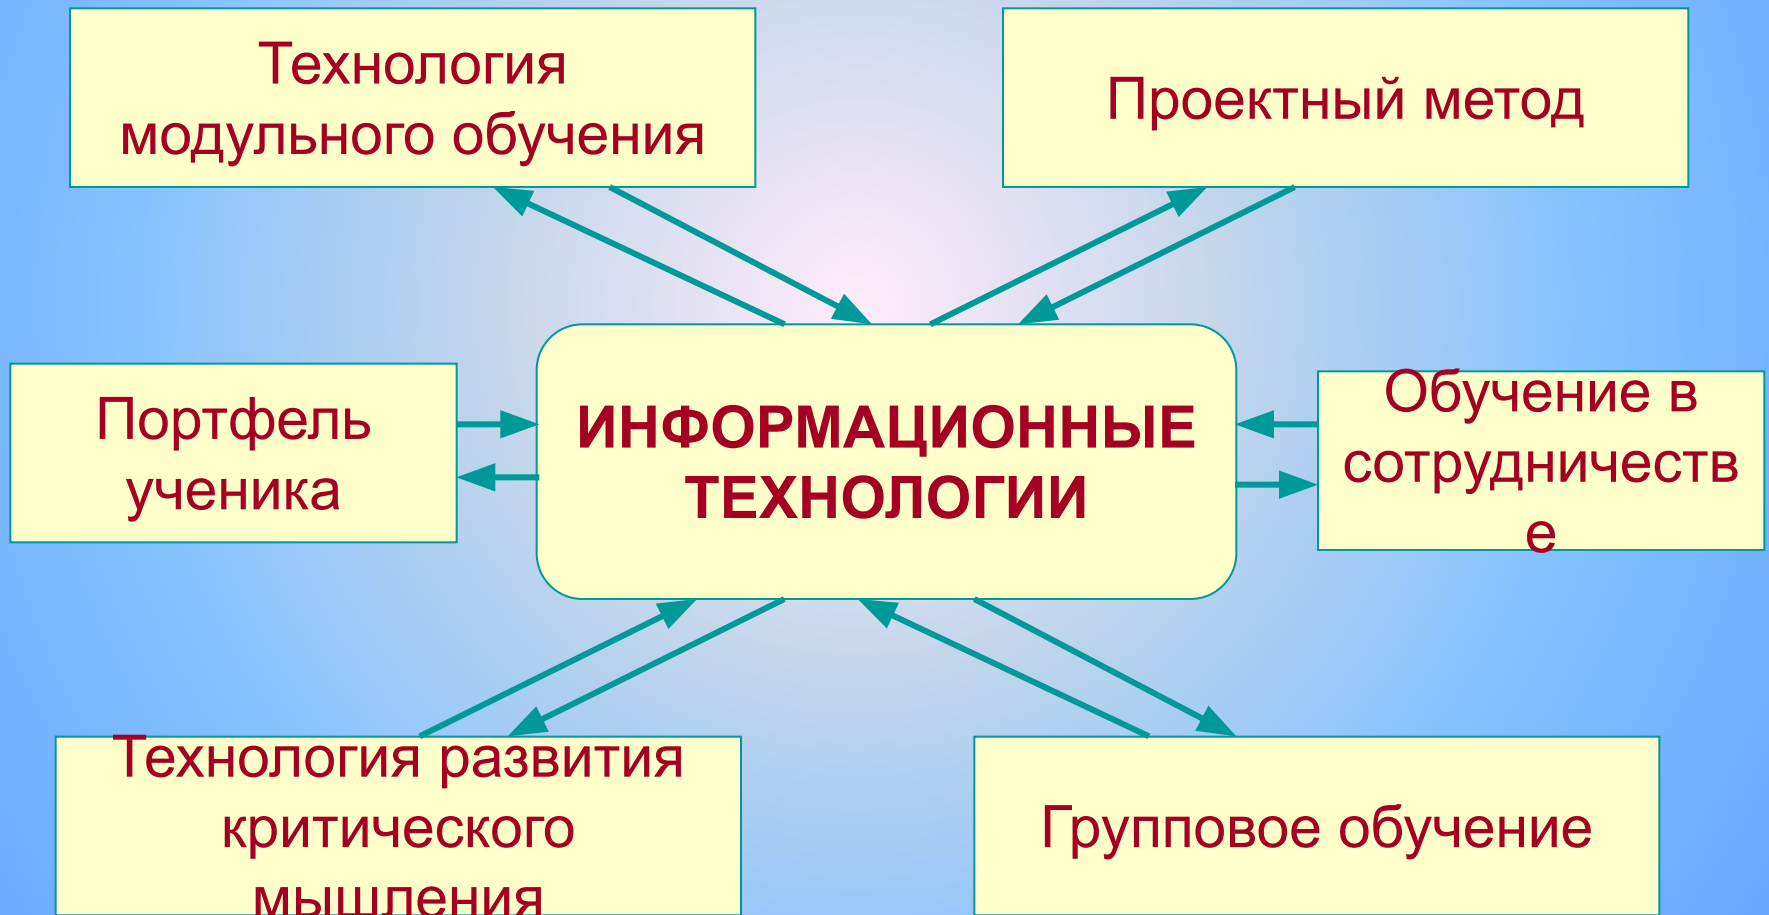 Технология
модульного обучения
Проектный метод
Портфель
ученика
ИНФОРМАЦИОННЫЕ
ТЕХНОЛОГИИ
Обучение в
сотрудничеств
е
Технология развития
критического
мышления
Групповое обучение